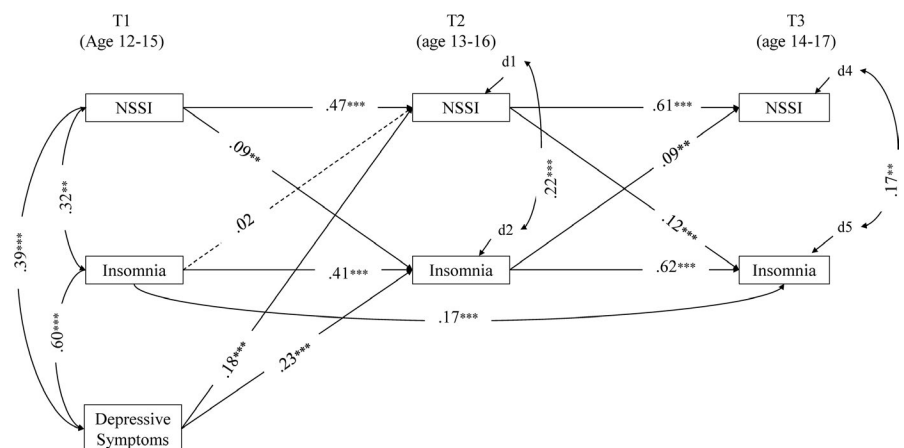 T1
(Age 12-15)
T2
(age 13-16)
T3
(age 14-17)
d1
d4
NSSI
.47***
NSSI
.61***
NSSI
.09**
.09**
.32**
.22***
.17**
.39***
.02
.12***
d2
d5
Insomnia
.41***
Insomnia
.62***
Insomnia
.17***
.60***
.18***
.23***
Depressive
Symptoms